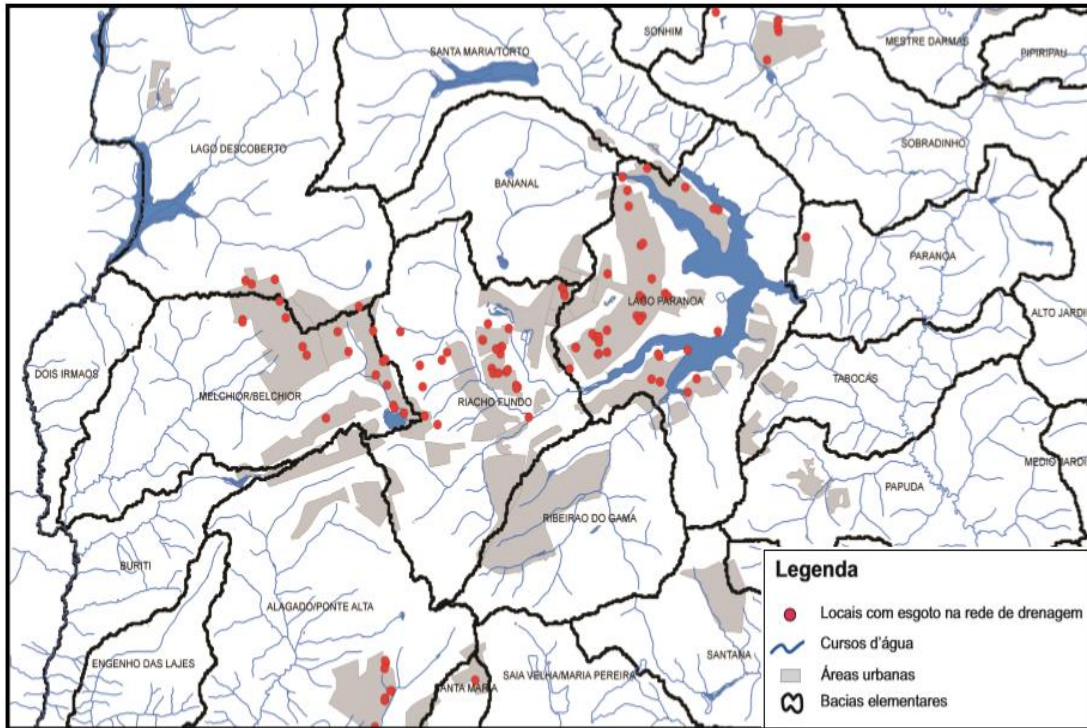 SONHIM
MESTRE DARMAS
PIPIRIPAU
SANTA MARIA/TORTO
SOBRADINHO
LAGO DESCOBERTO
BANANAL
PARANOA
LAGO PARANOA
ALTO JARDI
DOIS IRMAOS
TABOCAS
MELCHIOR/BELCHIOR
RIACHO FUNDO
MEDIO JARDI
PAPUDA
RIBEIRAO DO GAMA
BURITI
ALAGADO/PONTE ALTA
SANTANA
ENGENHO DAS LAJES
SAIA VELHA/MARIA PEREIRA
SANTA MARIA
Legenda
Locais com esgoto na rede de drenagem
Cursos d'água
Áreas urbanas
Bacias elementares